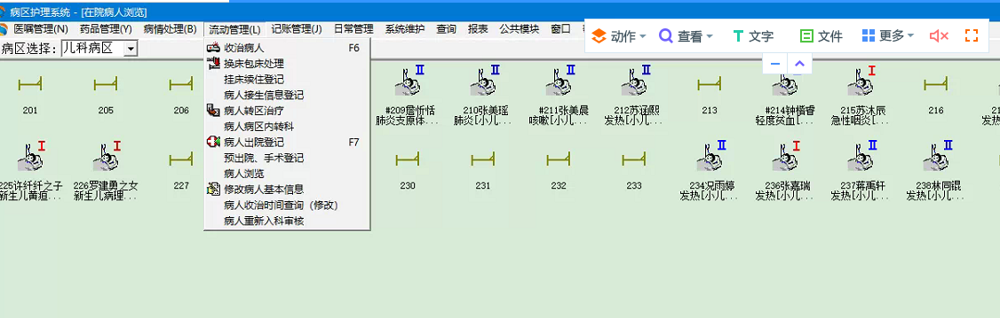 病区护理系统 - [在院病人浏览]
医嘱管理(N) 药品管理(Y) 病情处理(B) 流动管理(L) 记账管理(J) 日常管理 系统维护 查询 报表 公共模块 窗口
动作 查看 文字 文件 更多
病区选择: 儿科病区
收治病人 F6
换床包床处理
挂床续住登记
病人接生信息登记
病人转区治疗
病人病区内转科
病人出院登记 F7
预出院、手术登记
病人浏览
修改病人基本信息
病人收治时间查询 (修改)
病人重新入科审核
II II II II I
201 205 206 #209詹忻恬 210张美瑶 #211张美晨 212苏涵熙 213 #214钟楷睿 215苏沐辰 216
肺炎支原体... 肺炎[小儿... 咳嗽[小儿... 发热[小儿... 轻度贫血[... 急性咽炎[...
I I II I II II
225许纤纤之子 226罗建勇之女 227 230 231 232 233 234况雨婷 236张嘉瑞 237蒋禹轩 238林同锟
新生儿黄疸... 新生儿病理... 发热[小儿... 发热[小儿... 发热[小儿... 发热[小儿...